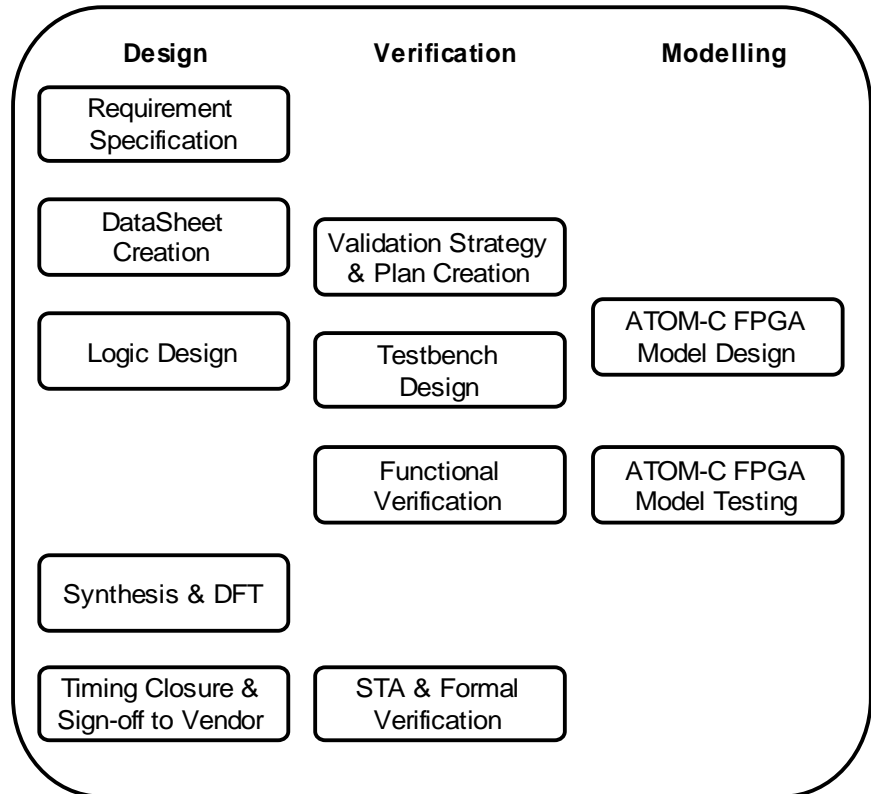 Design
Verification
Modelling
Requirement
Specification
DataSheet
Creation
Validation Strategy
& Plan Creation
Logic Design
Testbench
Design
ATOM-C FPGA
Model Design
Functional
Verification
ATOM-C FPGA
Model Testing
Synthesis & DFT
Timing Closure &
Sign-off to Vendor
STA & Formal
Verification